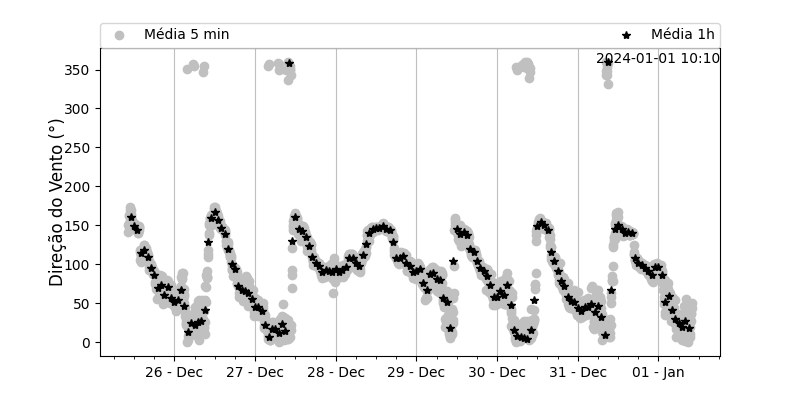 Média 5 min
Média 1h
2024-01-01 10:10
Direção do Vento (°)
350
300
250
200
150
100
50
0
26 - Dec
27 - Dec
28 - Dec
29 - Dec
30 - Dec
31 - Dec
01 - Jan